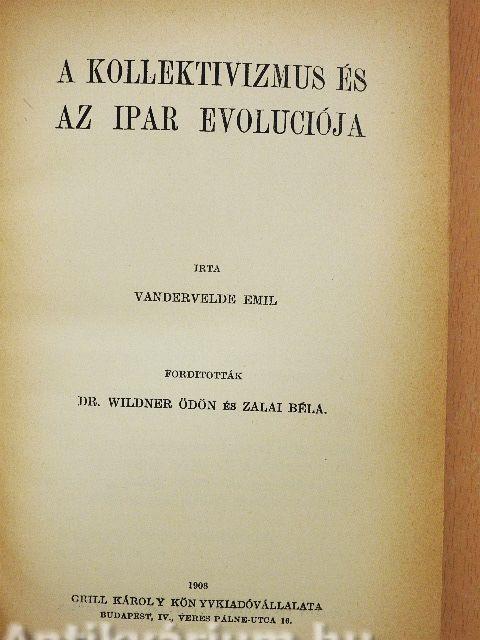 A KOLLEKTIVIZMUS ÉS
AZ IPAR EVOLUCIÓJA
IRTA
VANDERVELDE EMIL
FORDITOTTÁK
DR. WILDNER ÖDÖN ÉS ZALAI BÉLA.
1908
GRILL KÁROLY KÖNYVKIADÓVÁLLALATA
BUDAPEST, IV., VERES PÁLNÉ-UTCA 16.